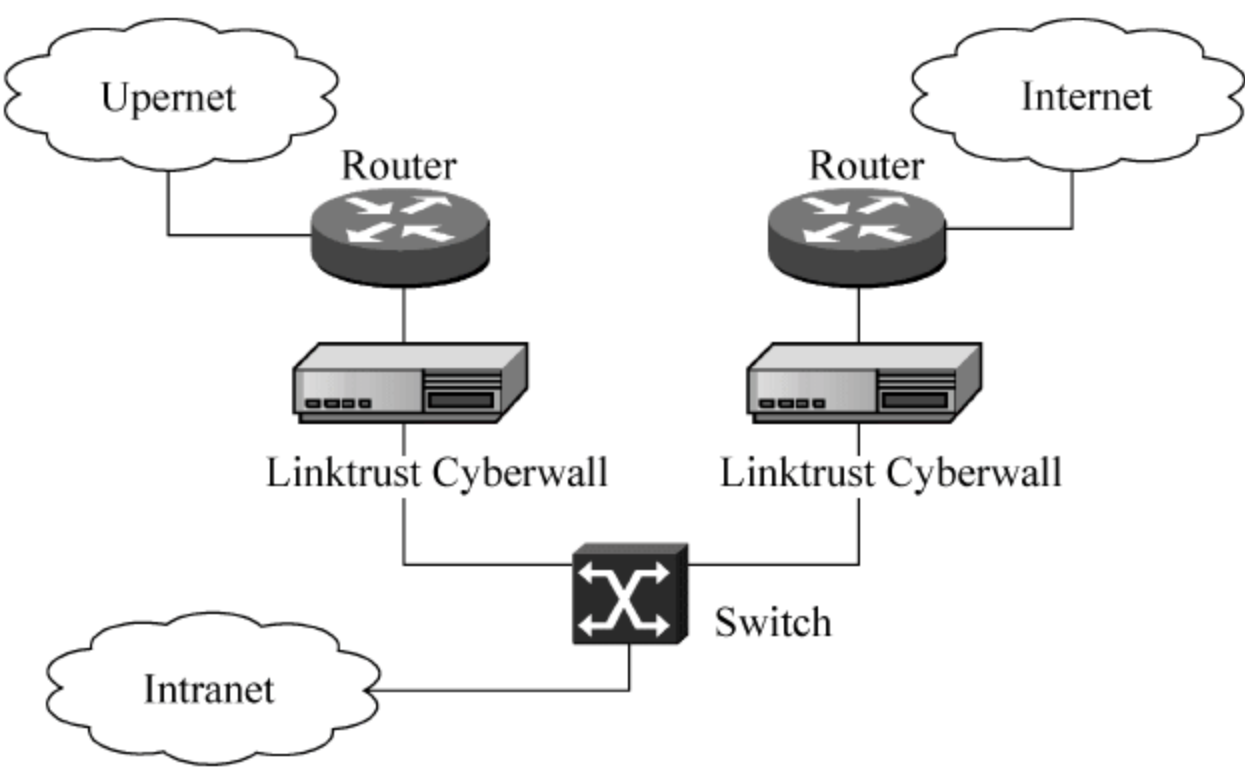 Upernet
Internet
Router
Router
Linktrust Cyberwall
Linktrust Cyberwall
Switch
Intranet